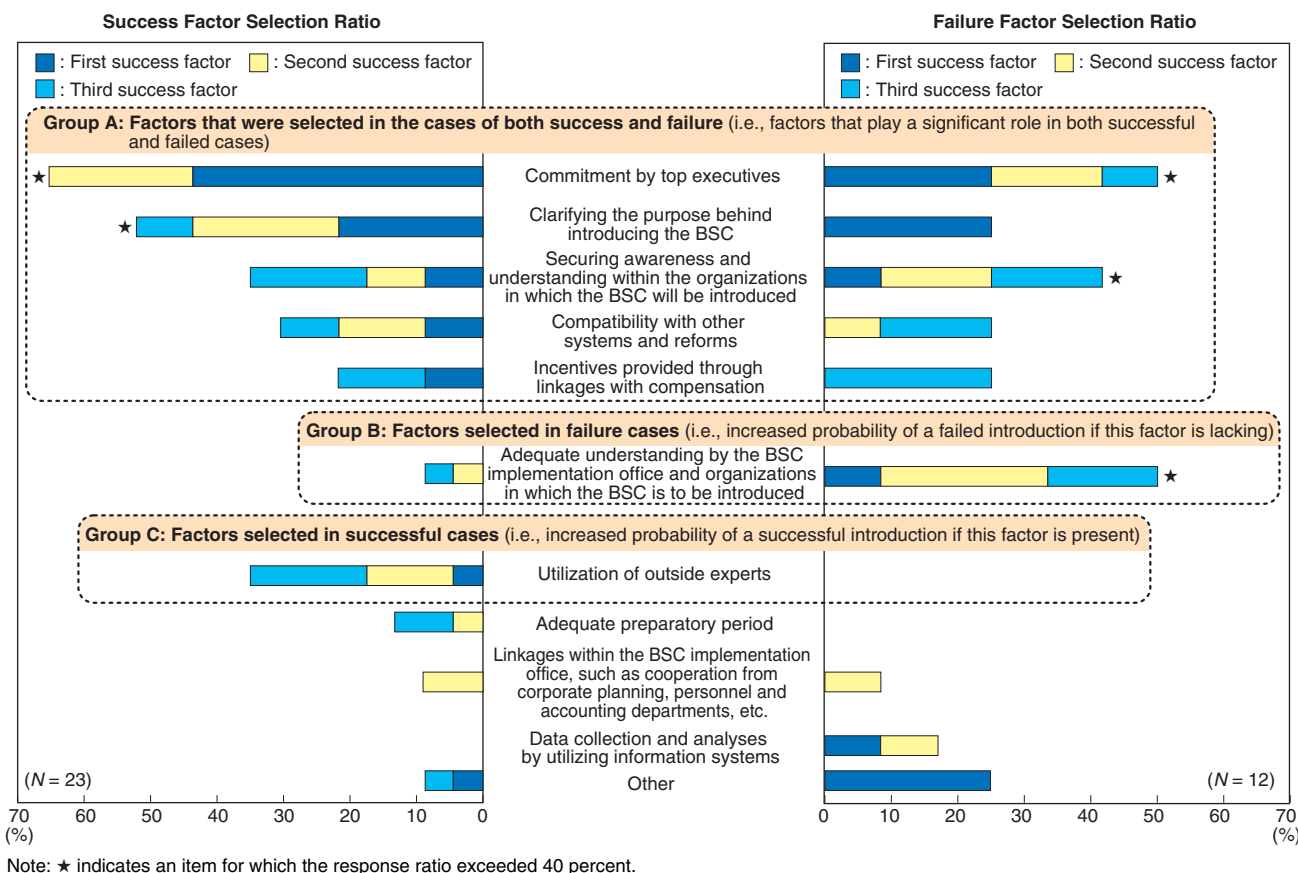 Success Factor Selection Ratio
Failure Factor Selection Ratio
: First success factor : Second success factor
: Third success factor
: First success factor : Second success factor
: Third success factor
Group A: Factors that were selected in the cases of both success and failure (i.e., factors that play a significant role in both successful
and failed cases)
★ Commitment by top executives ★
★ Clarifying the purpose behind
introducing the BSC
Securing awareness and
understanding within the organizations ★
in which the BSC will be introduced
Compatibility with other
systems and reforms
Incentives provided through
linkages with compensation
Group B: Factors selected in failure cases (i.e., increased probability of a failed introduction if this factor is lacking)
Adequate understanding by the BSC
implementation office and organizations ★
in which the BSC is to be introduced
Group C: Factors selected in successful cases (i.e., increased probability of a successful introduction if this factor is present)
Utilization of outside experts
Adequate preparatory period
Linkages within the BSC implementation
office, such as cooperation from
corporate planning, personnel and
accounting departments, etc.
Data collection and analyses
by utilizing information systems
(N = 23) Other (N = 12)
70 60 50 40 30 20 10 0
(%)
0 10 20 30 40 50 60 70
(%)
Note: ★ indicates an item for which the response ratio exceeded 40 percent.